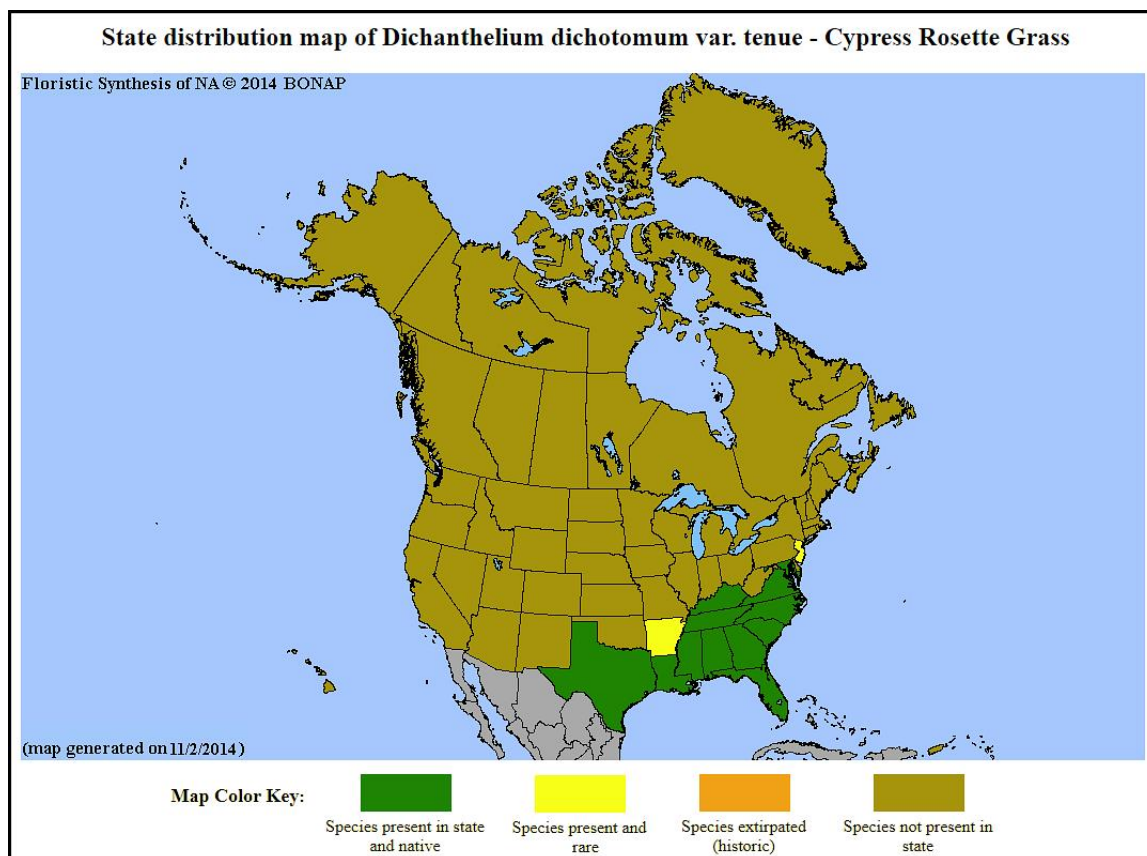 State distribution map of Dichanthelium dichotomum var. tenue - Cypress Rosette Grass
Floristic Synthesis of NA © 2014 BONAP
(map generated on 11/2/2014)
Map Color Key:
Species present in state
and native
Species present and
rare
Species extirpated
(historic)
Species not present in
state